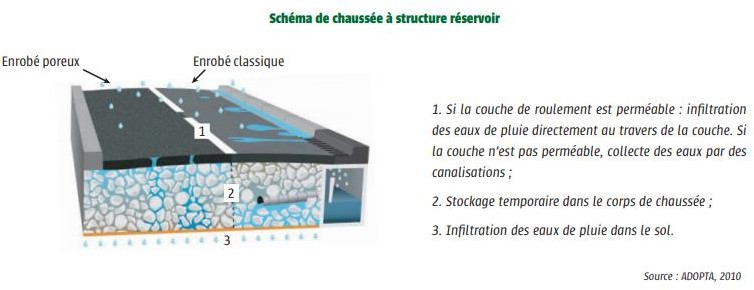 Schéma de chaussée à structure réservoir
Enrobé poreux
Enrobé classique
1
2
3
1. Si la couche de roulement est perméable : infiltration
des eaux de pluie directement au travers de la couche. Si
la couche n'est pas perméable, collecte des eaux par des
canalisations ;
2. Stockage temporaire dans le corps de chaussée ;
3. Infiltration des eaux de pluie dans le sol.
Source : ADOPTA, 2010